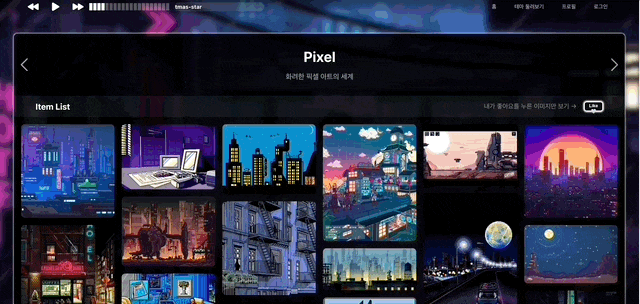 tmas-star
홈
테마 둘러보기
프로필
로그인
Pixel
화려한 픽셀 아트의 세계
Item List
내가 좋아요를 누른 이미지만 보기 →
Like
HOTEL